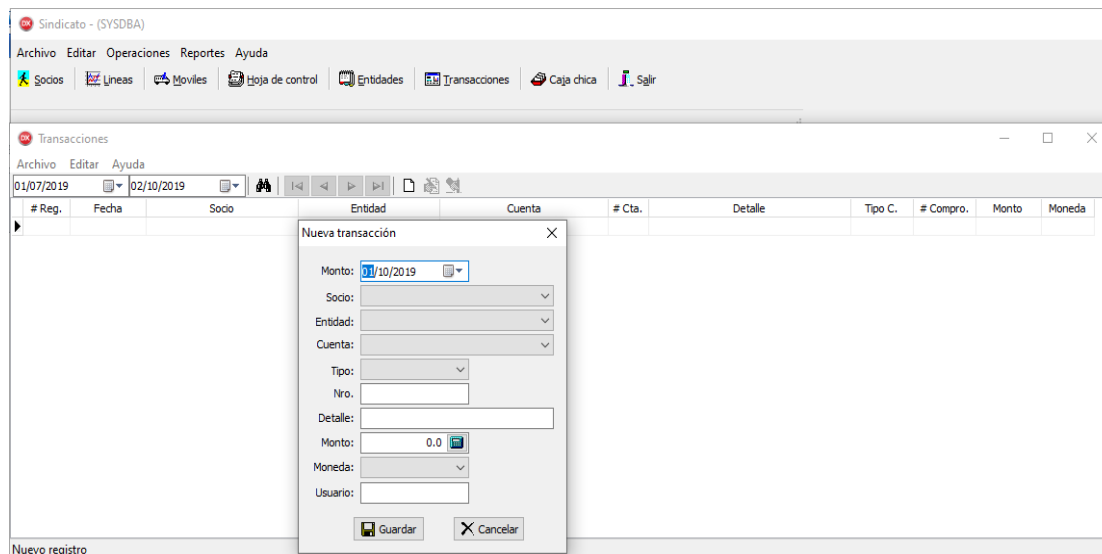 Sindicato - (SYSDBA)
Archivo Editar Operaciones Reportes Ayuda
Socios Lineas Moviles Hoja de control Entidades Transacciones Caja chica Salir
Transacciones
Archivo Editar Ayuda
01/07/2019 02/10/2019
# Reg. Fecha Socio Entidad Cuenta # Cta. Detalle Tipo C. # Compro. Monto Moneda
Nueva transacción
Monto: 01/10/2019
Socio:
Entidad:
Cuenta:
Tipo:
Nro.
Detalle:
Monto: 0.0
Moneda:
Usuario:
Guardar Cancelar
Nuevo registro